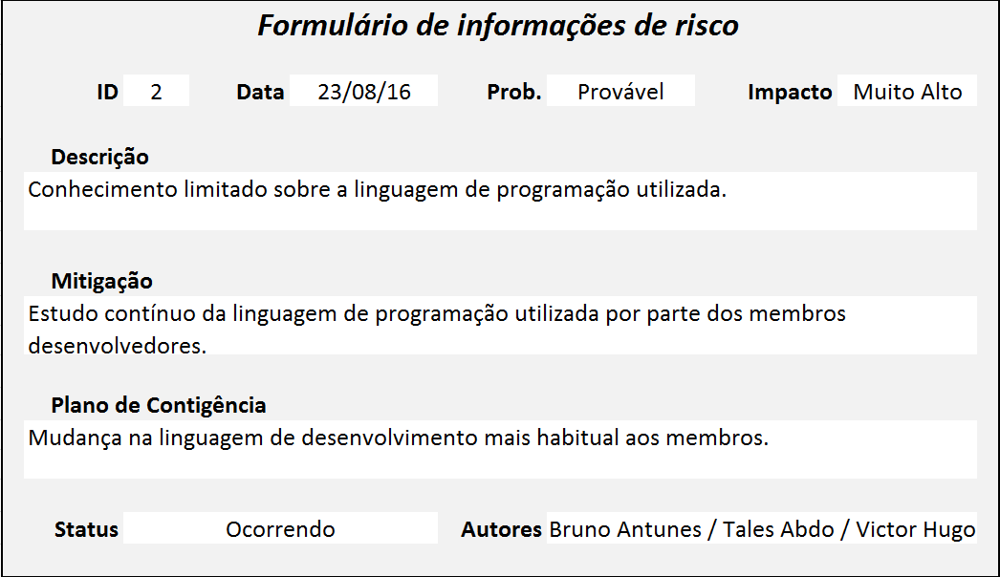 Formulário de informações de risco
ID 2 Data 23/08/16 Prob. Provável Impacto Muito Alto
Descrição
Conhecimento limitado sobre a linguagem de programação utilizada.
Mitigação
Estudo contínuo da linguagem de programação utilizada por parte dos membros
desenvolvedores.
Plano de Contigência
Mudança na linguagem de desenvolvimento mais habitual aos membros.
Status Ocorrendo Autores Bruno Antunes / Tales Abdo / Victor Hugo